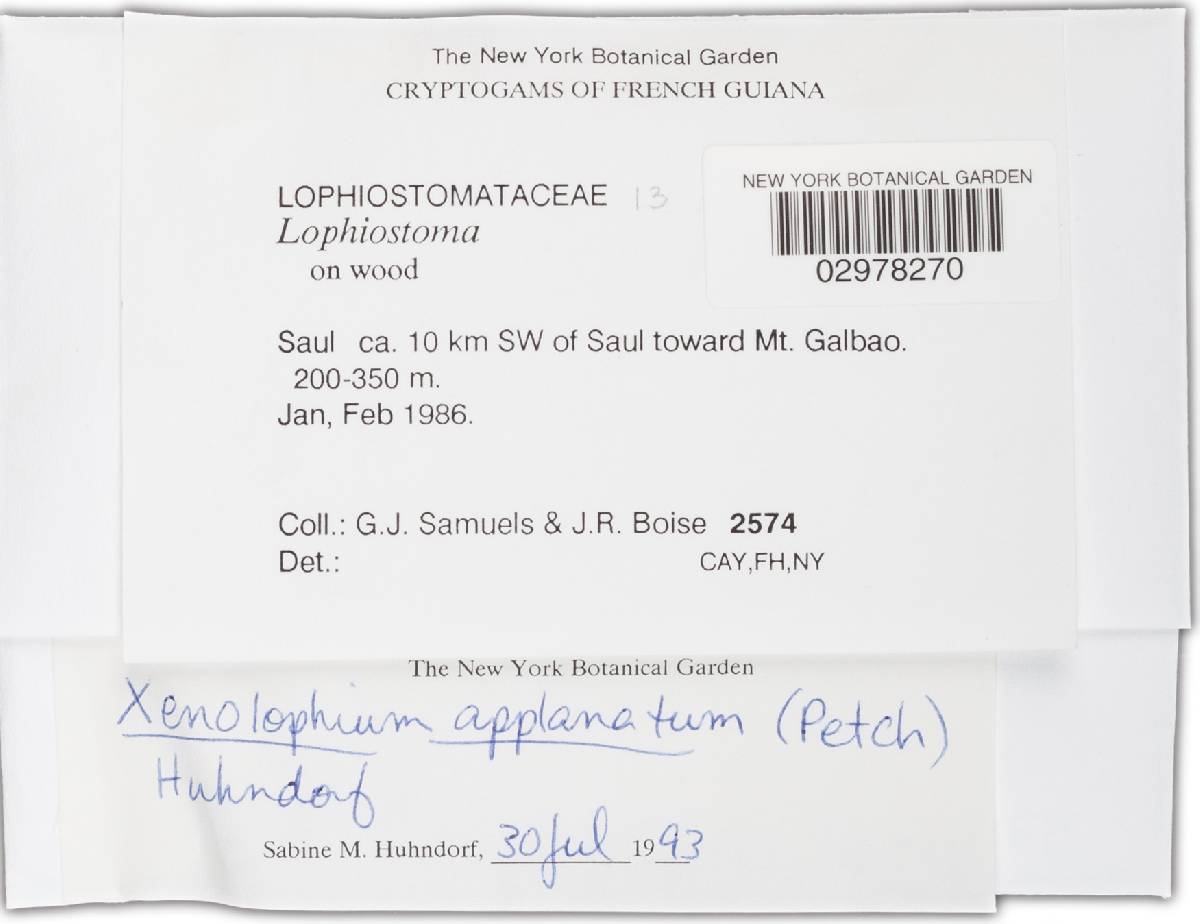 The New York Botanical Garden
CRYPTOGAMS OF FRENCH GUIANA
LOPHIOSTOMATACEAE 13
Lophiostoma
on wood
NEW YORK BOTANICAL GARDEN
02978270
Saul ca. 10 km SW of Saul toward Mt. Galbao.
200-350 m.
Jan, Feb 1986.
Coll.: G.J. Samuels & J.R. Boise 2574
Det.: CAY,FH,NY
The New York Botanical Garden
Xenolophium applanatum (Petch)
Huhndorf
Sabine M. Huhndorf, 30 Jul 1993